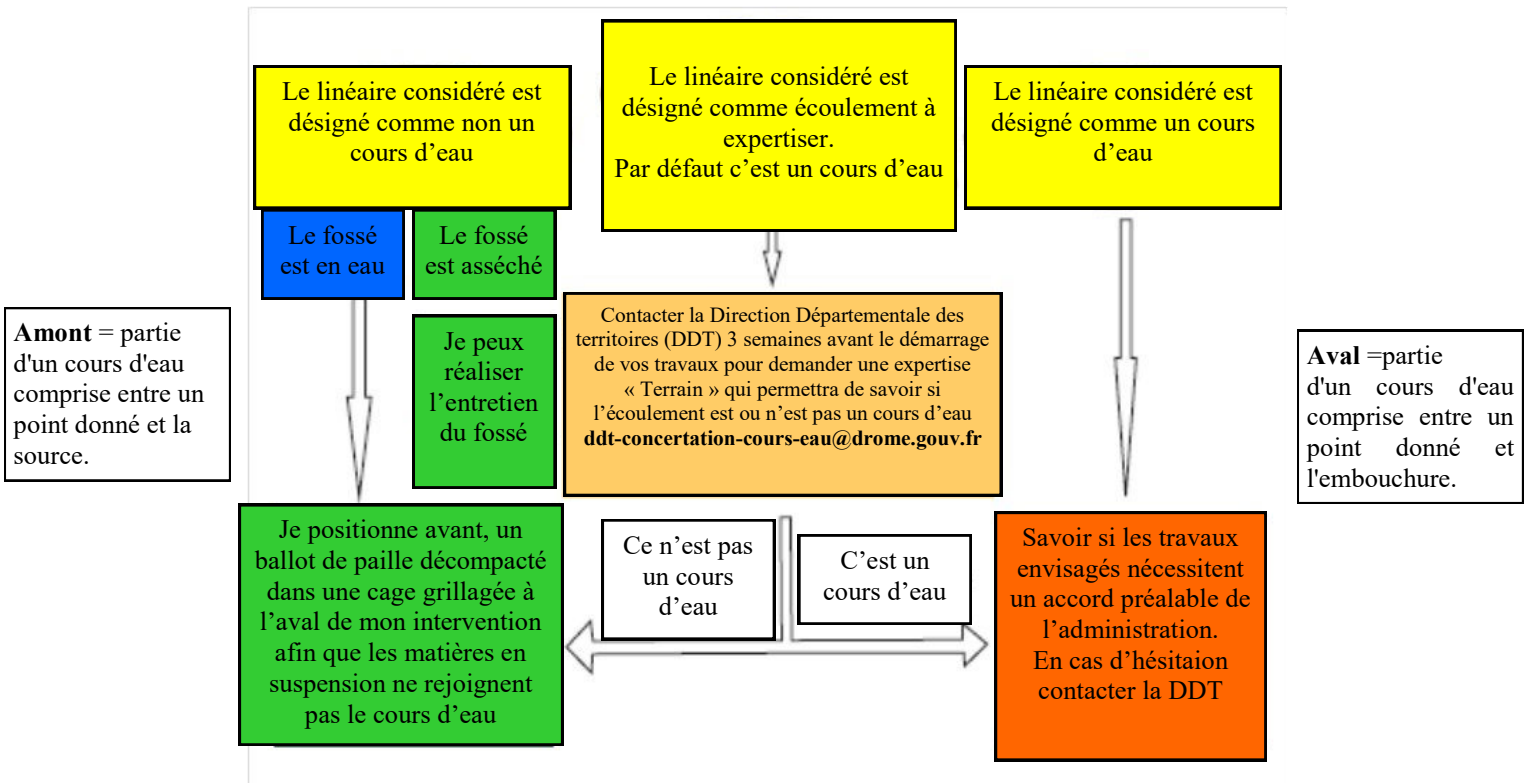 Le linéaire considéré est
désigné comme non un
cours d’eau
Le linéaire considéré est
désigné comme écoulement à
expertiser.
Par défaut c’est un cours d’eau
Le linéaire considéré est
désigné comme un cours
d’eau
Le fossé
est en eau
Le fossé
est asséché
Amont = partie
d'un cours d'eau
comprise entre un
point donné et la
source.
Je peux
réaliser
l’entretien
du fossé
Contacter la Direction Départementale des
territoires (DDT) 3 semaines avant le démarrage
de vos travaux pour demander une expertise
« Terrain » qui permettra de savoir si
l’écoulement est ou n’est pas un cours d’eau
ddt-concertation-cours-eau@drome.gouv.fr
Aval =partie
d'un cours d'eau
comprise entre un
point donné et
l'embouchure.
Je positionne avant, un
ballot de paille décompacté
dans une cage grillagée à
l’aval de mon intervention
afin que les matières en
suspension ne rejoignent
pas le cours d’eau
Ce n’est pas
un cours
d’eau
C’est un
cours d’eau
Savoir si les travaux
envisagés nécessitent
un accord préalable de
l’administration.
En cas d’hésitaion
contacter la DDT